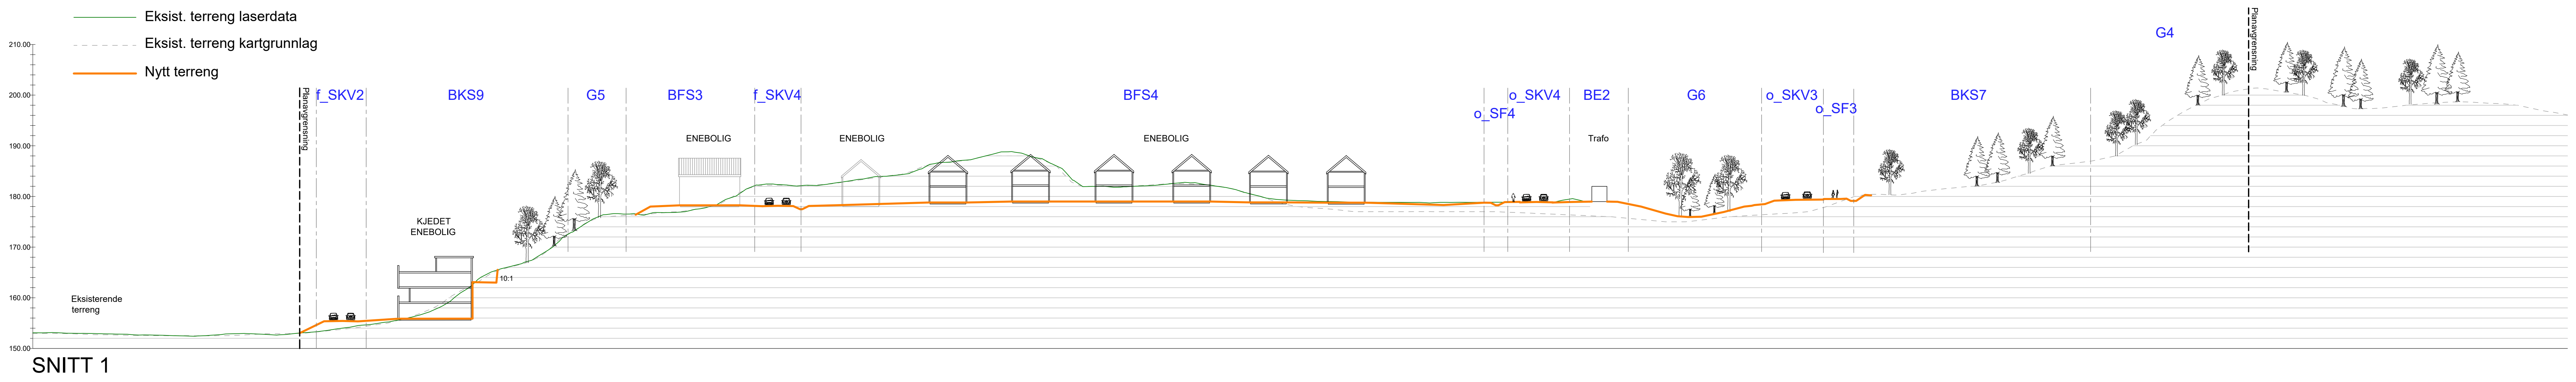 Eksist. terreng laserdata
Eksist. terreng kartgrunnlag
Nytt terreng
210.00
200.00
190.00
180.00
170.00
160.00
150.00
Planavgrensning
f_SKV2
BKS9
G5
BFS3
f_SKV4
BFS4
o_SF4
o_SKV4
BE2
G6
o_SKV3
o_SF3
BKS7
G4
Planavgrensning
ENEBOLIG
ENEBOLIG
ENEBOLIG
Trafo
KJEDET
ENEBOLIG
10:1
Eksisterende
terreng
SNITT 1